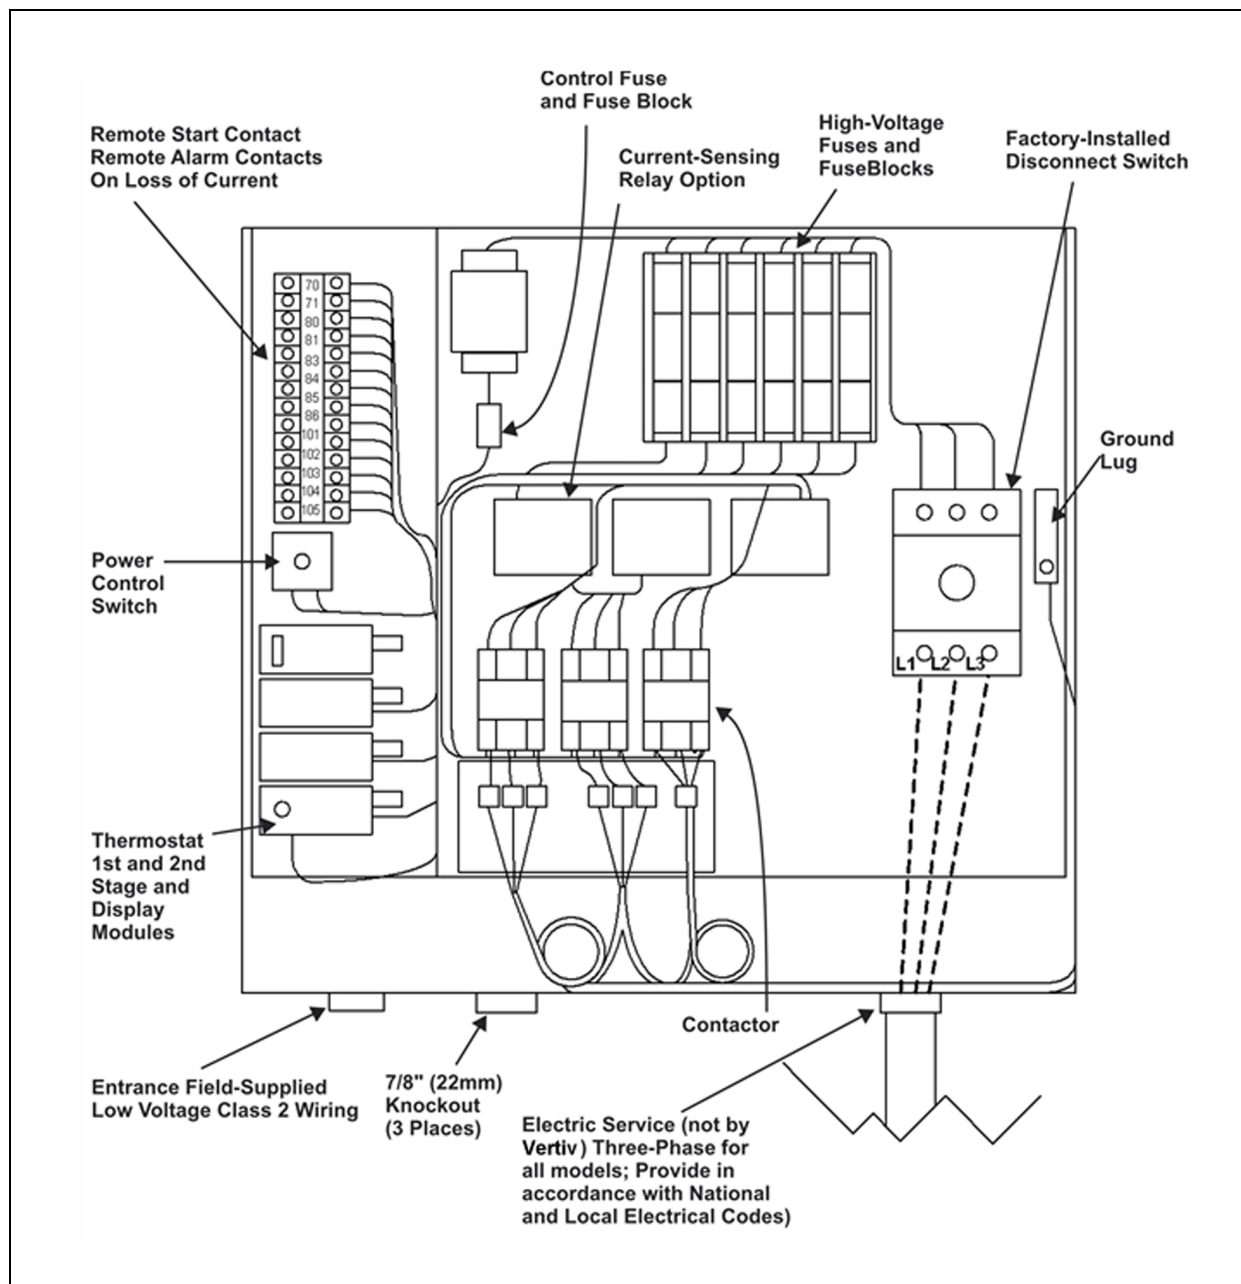 Control Fuse
and Fuse Block
Remote Start Contact
Remote Alarm Contacts
On Loss of Current
Current-Sensing
Relay Option
High-Voltage
Fuses and
FuseBlocks
Factory-Installed
Disconnect Switch
70
71
80
81
83
84
85
86
101
102
103
104
105
Ground
Lug
Power
Control
Switch
L1 L2 L3
Thermostat
1st and 2nd
Stage and
Display
Modules
Contactor
Entrance Field-Supplied
Low Voltage Class 2 Wiring
7/8" (22mm)
Knockout
(3 Places)
Electric Service (not by
Vertiv) Three-Phase for
all models; Provide in
accordance with National
and Local Electrical Codes)